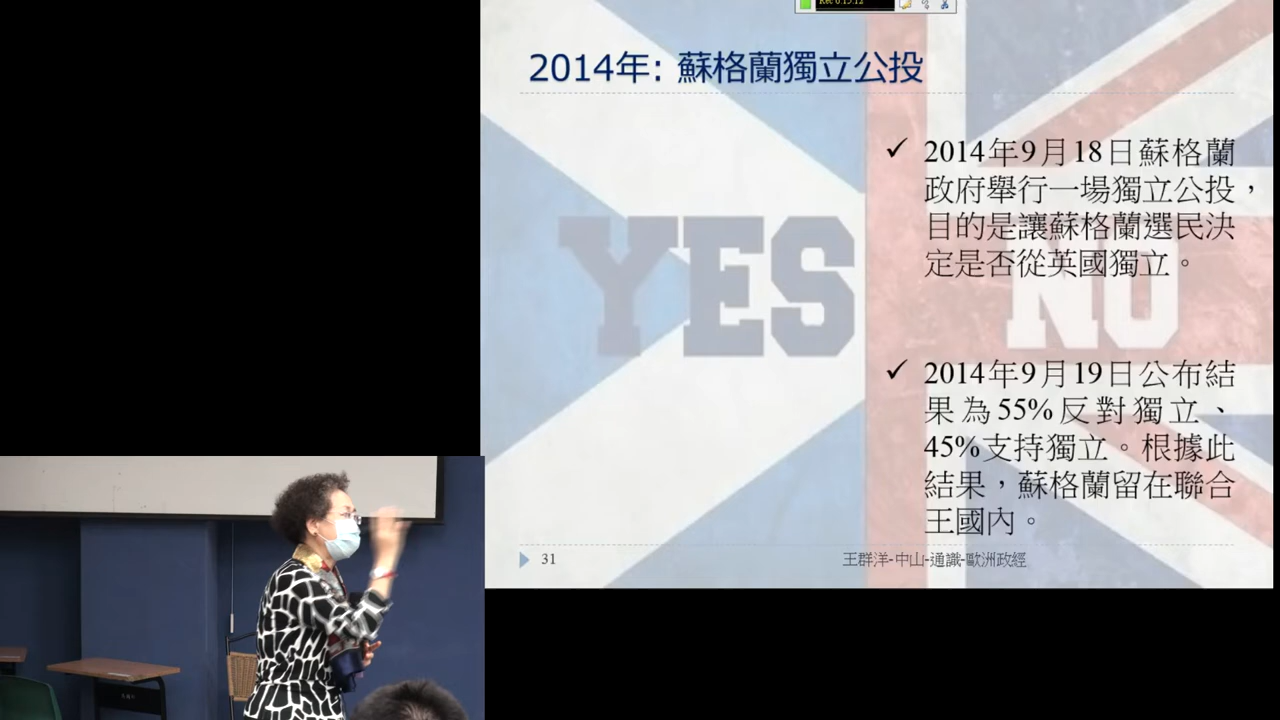 2014年: 蘇格蘭獨立公投
YES
NO
✓ 2014年9月18日蘇格蘭
政府舉行一場獨立公投，
目的是讓蘇格蘭選民決
定是否從英國獨立。
✓ 2014年9月19日公布結
果為55%反對獨立、
45%支持獨立。根據此
結果，蘇格蘭留在聯合
王國內。
31
王群洋-中山-通識-歐洲政經